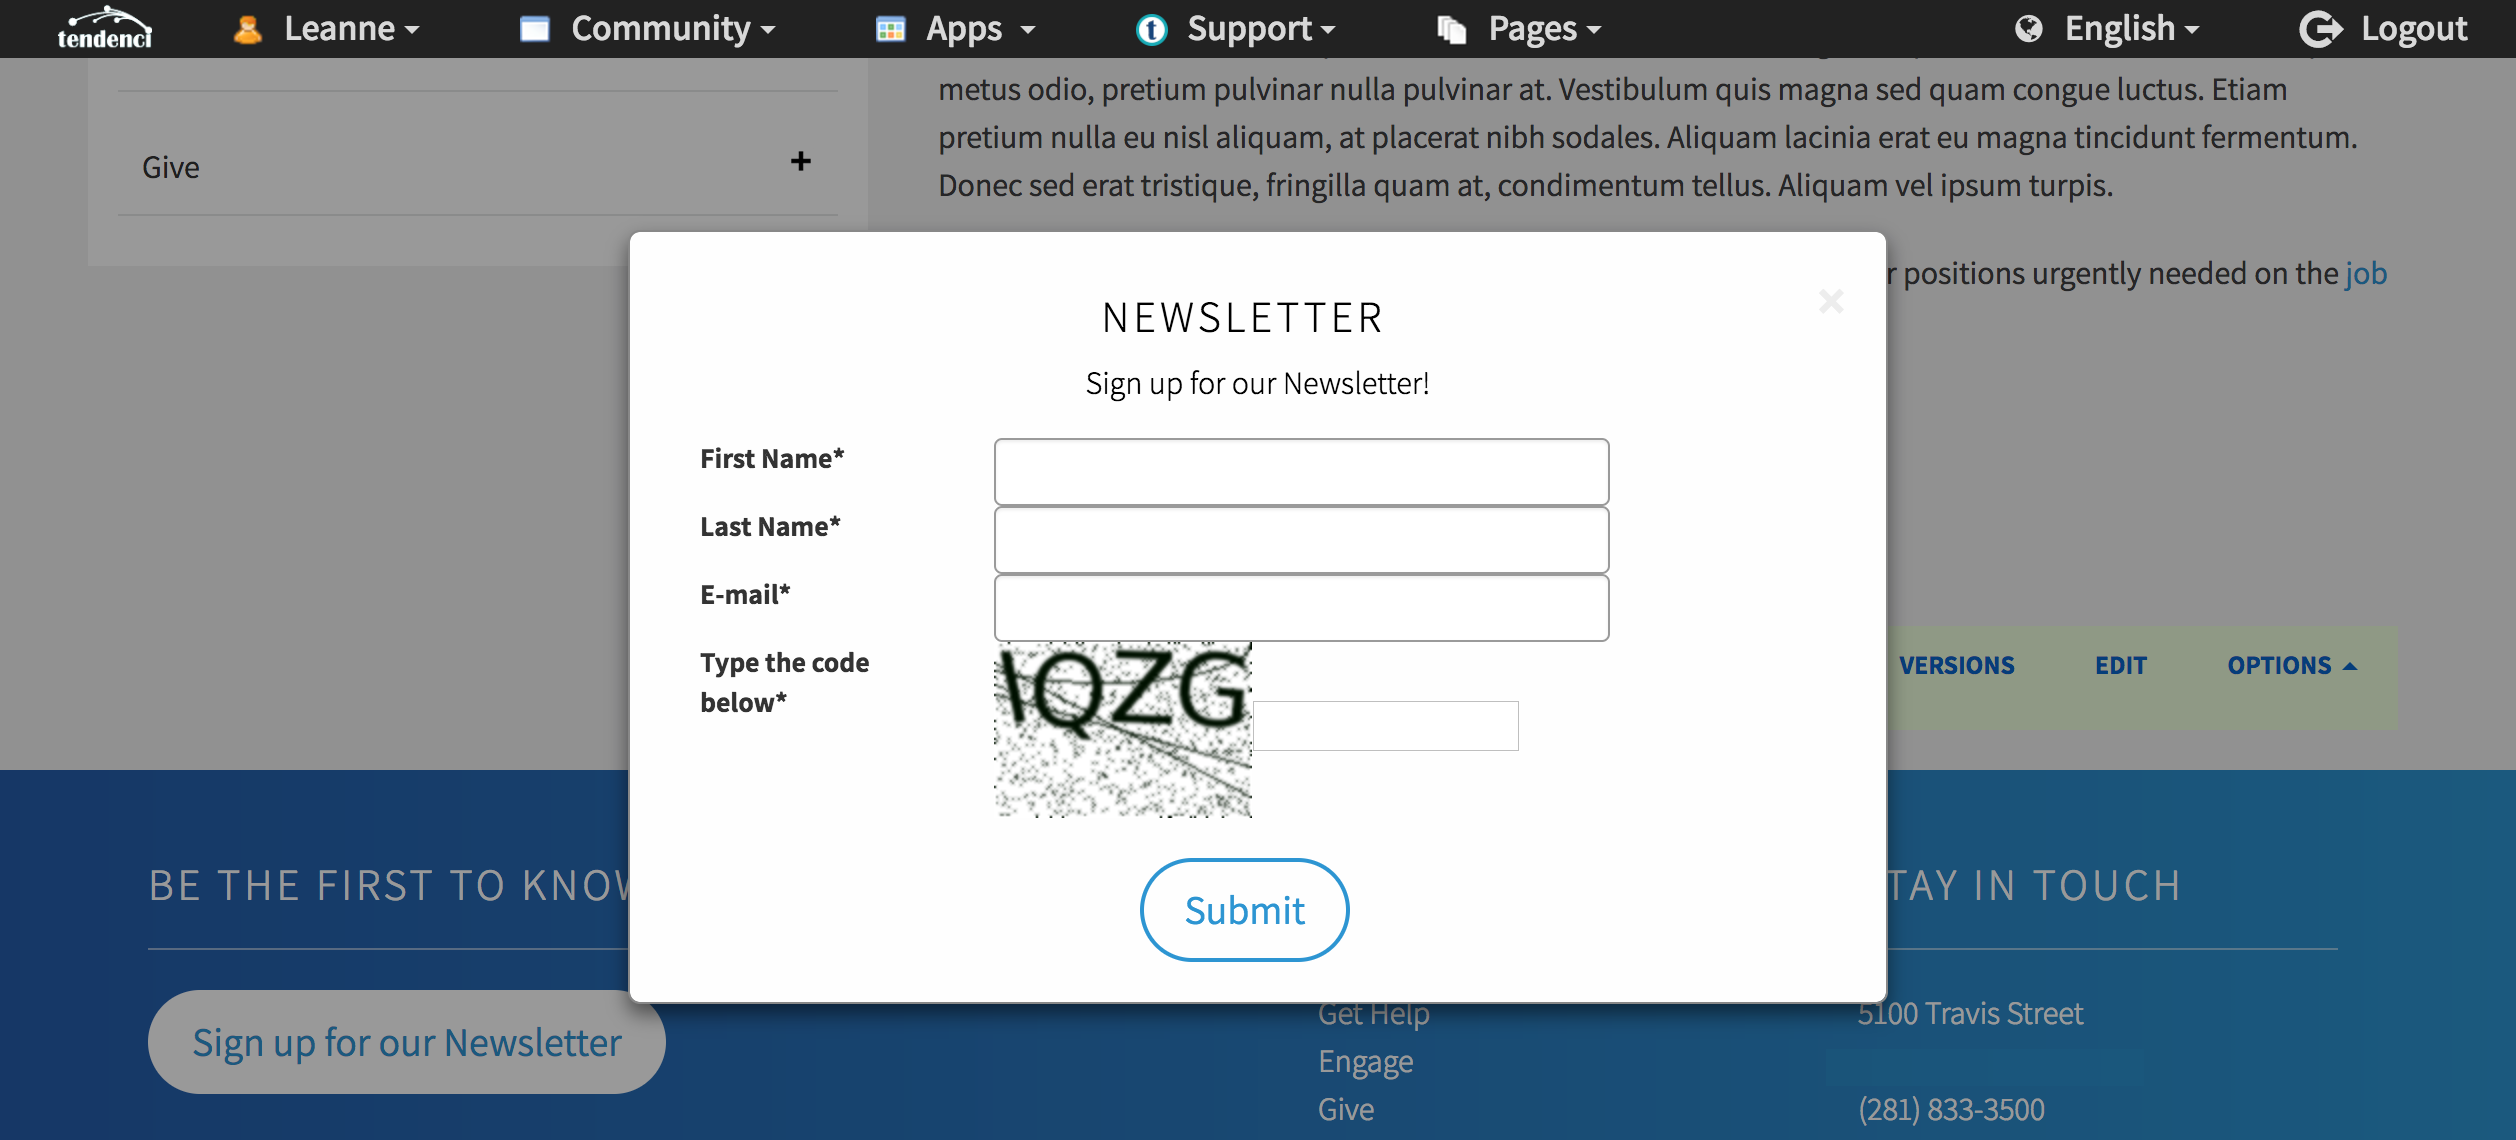 tendenci
Leanne
Community
Apps
Support
Pages
English
Logout
metus odio, pretium pulvinar nulla pulvinar at. Vestibulum quis magna sed quam congue luctus. Etiam
pretium nulla eu nisl aliquam, at placerat nibh sodales. Aliquam lacinia erat eu magna tincidunt fermentum.
Donec sed erat tristique, fringilla quam at, condimentum tellus. Aliquam vel ipsum turpis.
Give
+
positions urgently needed on the job
NEWSLETTER
×
Sign up for our Newsletter!
First Name*
Last Name*
E-mail*
Type the code
below*
IQZG
Submit
VERSIONS
EDIT
OPTIONS
BE THE FIRST TO KNOW
Sign up for our Newsletter
Get Help
Engage
Give
TAY IN TOUCH
5100 Travis Street
(281) 833-3500